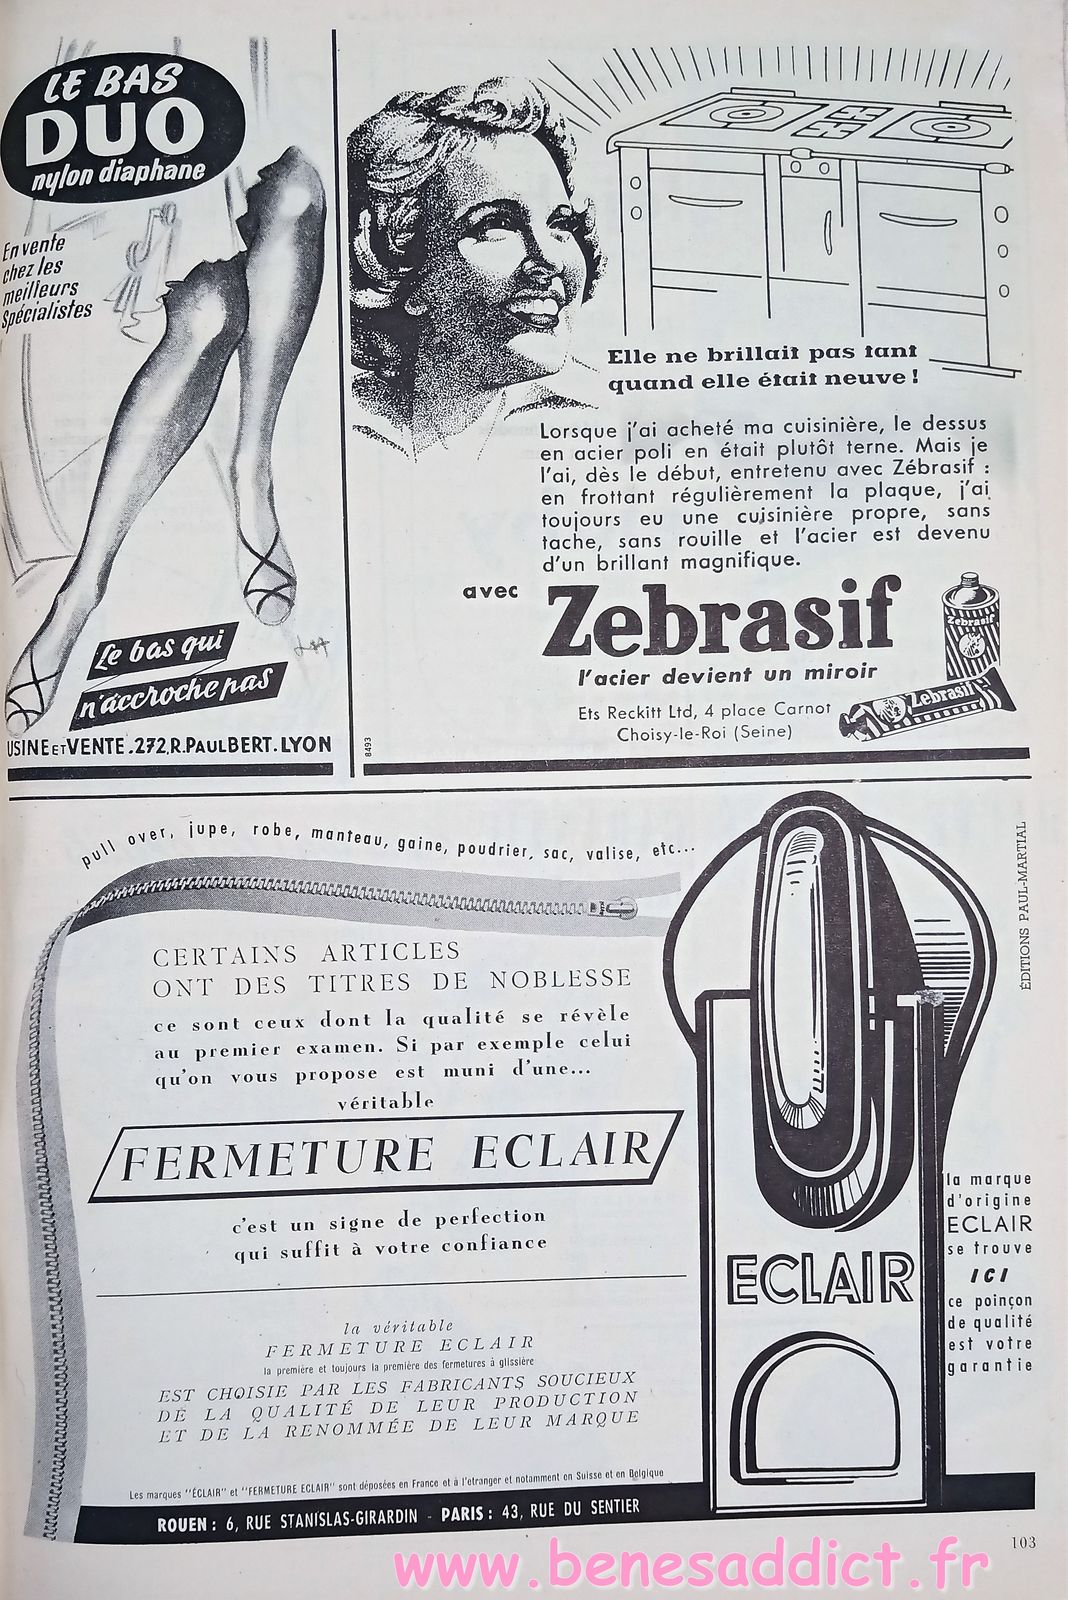 LE BAS
DUO
nylon diaphane
En vente
chez les
meilleurs
Spécialistes
Le bas qui
n'accroche pas
USINE ET VENTE.272,R.PAUL BERT.LYON
Elle ne brillait pas tant
quand elle était neuve !
Lorsque j'ai acheté ma cuisinière, le dessus
en acier poli en était plutôt terne. Mais je
l'ai, dès le début, entretenu avec Zébrasif :
en frottant régulièrement la plaque, j'ai
toujours eu une cuisinière propre, sans
tache, sans rouille et l'acier est devenu
d'un brillant magnifique.
avec
Zebrasif
l'acier devient un miroir
Ets Reckitt Ltd, 4 place Carnot
Choisy-le-Roi (Seine)
Zebrasif
Zebrasif
8493
pull over, jupe, robe, manteau, gaine, poudrier, sac, valise, etc...
CERTAINS ARTICLES
ONT DES TITRES DE NOBLESSE
ce sont ceux dont la qualité se révèle
au premier examen. Si par exemple celui
qu'on vous propose est muni d'une...
véritable
FERMETURE ECLAIR
c'est un signe de perfection
qui suffit à votre confiance
la véritable
FERMETURE ECLAIR
la première et toujours la première des fermetures à glissière
EST CHOISIE PAR LES FABRICANTS SOUCIEUX
DE LA QUALITÉ DE LEUR PRODUCTION
ET DE LA RENOMMÉE DE LEUR MARQUE
Les marques "ÉCLAIR" et "FERMETURE ECLAIR" sont déposées en France et à l'etranger et notamment en Suisse et en Belgique
ROUEN : 6, RUE STANISLAS-GIRARDIN - PARIS : 43, RUE DU SENTIER
ECLAIR
la marque
d'origine
ECLAIR
se trouve
ICI
ce poinçon
de qualité
est votre
garantie
ÉDITIONS PAUL-MARTIAL
103
www.benesaddict.fr